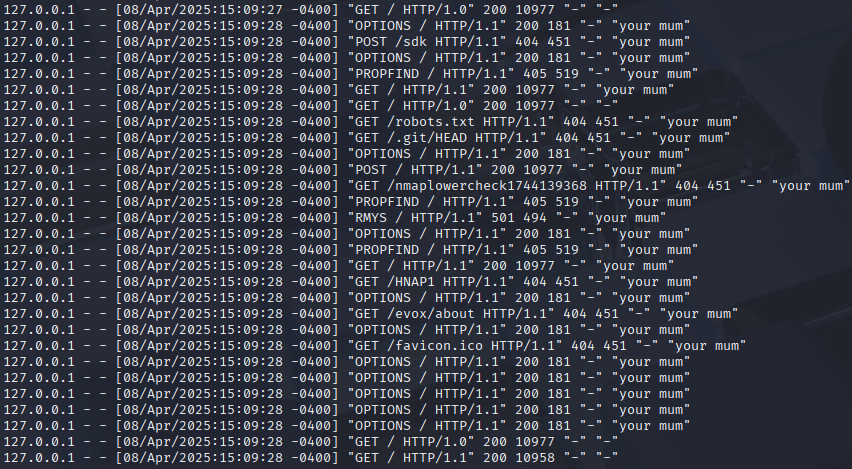 127.0.0.1 - - [08/Apr/2025:15:09:27 -0400] "GET / HTTP/1.0" 200 10977 "-" "-"
127.0.0.1 - - [08/Apr/2025:15:09:28 -0400] "OPTIONS / HTTP/1.1" 200 181 "-" "your mum"
127.0.0.1 - - [08/Apr/2025:15:09:28 -0400] "POST /sdk HTTP/1.1" 404 451 "-" "your mum"
127.0.0.1 - - [08/Apr/2025:15:09:28 -0400] "OPTIONS / HTTP/1.1" 200 181 "-" "your mum"
127.0.0.1 - - [08/Apr/2025:15:09:28 -0400] "PROPFIND / HTTP/1.1" 405 519 "-" "your mum"
127.0.0.1 - - [08/Apr/2025:15:09:28 -0400] "GET / HTTP/1.1" 200 10977 "-" "your mum"
127.0.0.1 - - [08/Apr/2025:15:09:28 -0400] "GET / HTTP/1.0" 200 10977 "-" "-"
127.0.0.1 - - [08/Apr/2025:15:09:28 -0400] "GET /robots.txt HTTP/1.1" 404 451 "-" "your mum"
127.0.0.1 - - [08/Apr/2025:15:09:28 -0400] "GET /.git/HEAD HTTP/1.1" 404 451 "-" "your mum"
127.0.0.1 - - [08/Apr/2025:15:09:28 -0400] "OPTIONS / HTTP/1.1" 200 181 "-" "your mum"
127.0.0.1 - - [08/Apr/2025:15:09:28 -0400] "POST / HTTP/1.1" 200 10977 "-" "your mum"
127.0.0.1 - - [08/Apr/2025:15:09:28 -0400] "GET /nmaplowercheck1744139368 HTTP/1.1" 404 451 "-" "your mum"
127.0.0.1 - - [08/Apr/2025:15:09:28 -0400] "PROPFIND / HTTP/1.1" 405 519 "-" "your mum"
127.0.0.1 - - [08/Apr/2025:15:09:28 -0400] "RMYS / HTTP/1.1" 501 494 "-" "your mum"
127.0.0.1 - - [08/Apr/2025:15:09:28 -0400] "OPTIONS / HTTP/1.1" 200 181 "-" "your mum"
127.0.0.1 - - [08/Apr/2025:15:09:28 -0400] "PROPFIND / HTTP/1.1" 405 519 "-" "your mum"
127.0.0.1 - - [08/Apr/2025:15:09:28 -0400] "GET / HTTP/1.1" 200 10977 "-" "your mum"
127.0.0.1 - - [08/Apr/2025:15:09:28 -0400] "GET /HNAP1 HTTP/1.1" 404 451 "-" "your mum"
127.0.0.1 - - [08/Apr/2025:15:09:28 -0400] "OPTIONS / HTTP/1.1" 200 181 "-" "your mum"
127.0.0.1 - - [08/Apr/2025:15:09:28 -0400] "GET /evox/about HTTP/1.1" 404 451 "-" "your mum"
127.0.0.1 - - [08/Apr/2025:15:09:28 -0400] "OPTIONS / HTTP/1.1" 200 181 "-" "your mum"
127.0.0.1 - - [08/Apr/2025:15:09:28 -0400] "GET /favicon.ico HTTP/1.1" 404 451 "-" "your mum"
127.0.0.1 - - [08/Apr/2025:15:09:28 -0400] "OPTIONS / HTTP/1.1" 200 181 "-" "your mum"
127.0.0.1 - - [08/Apr/2025:15:09:28 -0400] "OPTIONS / HTTP/1.1" 200 181 "-" "your mum"
127.0.0.1 - - [08/Apr/2025:15:09:28 -0400] "OPTIONS / HTTP/1.1" 200 181 "-" "your mum"
127.0.0.1 - - [08/Apr/2025:15:09:28 -0400] "OPTIONS / HTTP/1.1" 200 181 "-" "your mum"
127.0.0.1 - - [08/Apr/2025:15:09:28 -0400] "OPTIONS / HTTP/1.1" 200 181 "-" "your mum"
127.0.0.1 - - [08/Apr/2025:15:09:28 -0400] "GET / HTTP/1.0" 200 10977 "-" "-"
127.0.0.1 - - [08/Apr/2025:15:09:28 -0400] "GET / HTTP/1.1" 200 10958 "-" "-"